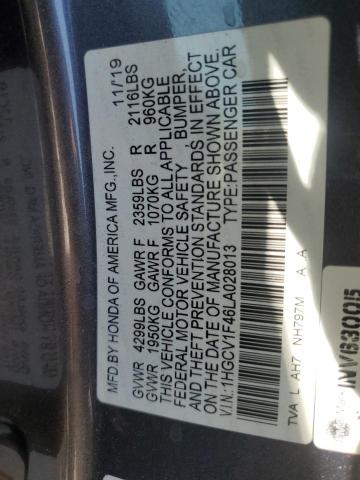 MFD.BY HONDA OF AMERICA MFG.,INC. 11/19
GVWR 4299LBS GAWR F 2359LBS R 2116LBS
GVWR 1950KG GAWR F 1070KG R 960KG
THIS VEHICLE CONFORMS TO ALL APPLICABLE
FEDERAL MOTOR VEHICLE SAFETY, BUMPER,
AND THEFT PREVENTION STANDARDS IN EFFECT
ON THE DATE OF MANUFACTURE SHOWN ABOVE.
V.I.N.:1HGCV1F46LA028013 TYPE:PASSENGER CAR
TVA L AH7 NH797M A A